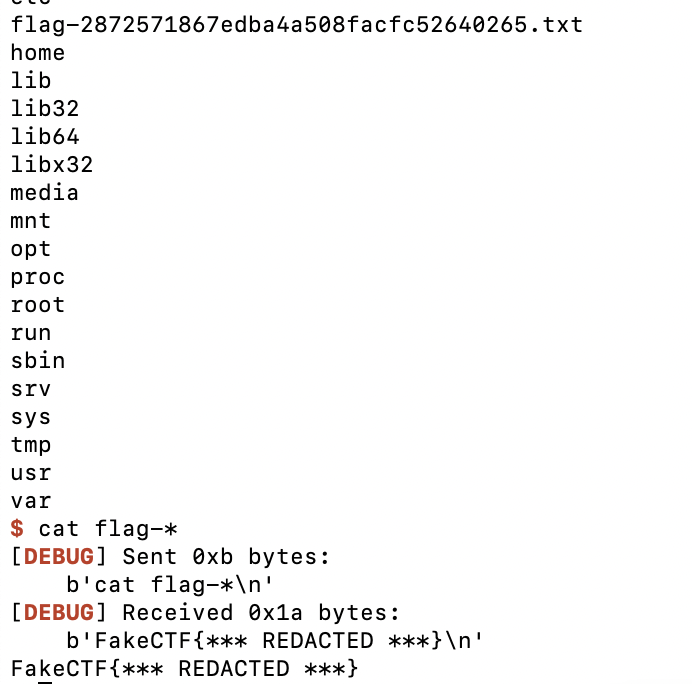 etc
flag-2872571867edba4a508facfc52640265.txt
home
lib
lib32
lib64
libx32
media
mnt
opt
proc
root
run
sbin
srv
sys
tmp
usr
var
$ cat flag-*
[DEBUG] Sent 0xb bytes:
    b'cat flag-*\n'
[DEBUG] Received 0x1a bytes:
    b'FakeCTF{*** REDACTED ***}\n'
FakeCTF{*** REDACTED ***}